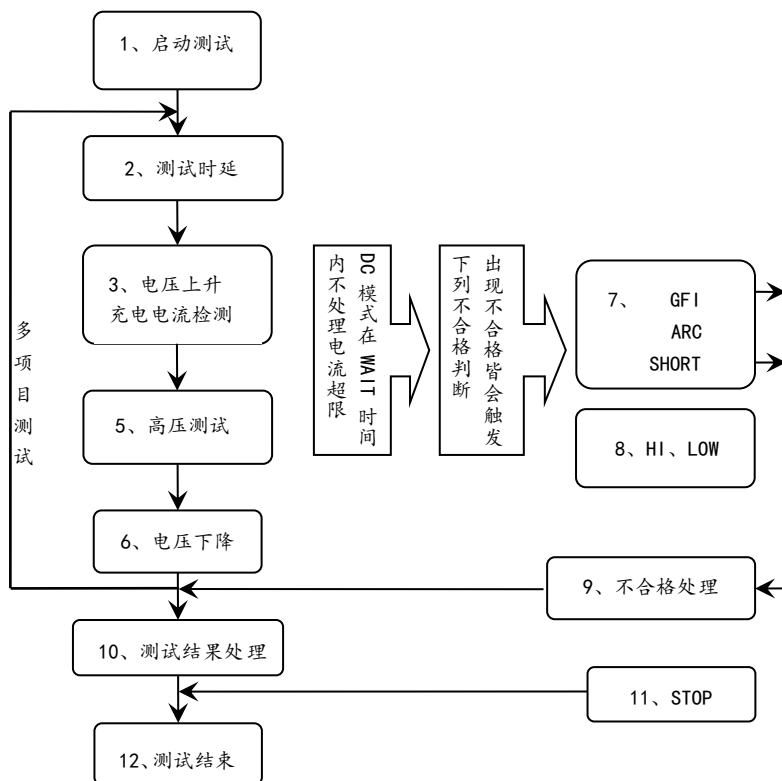 1、启动测试
2、测试时延
3、电压上升
充电电流检测
多项目测试
DC 模式在 WAIT 时间
内不处理电流超限
出现不合格皆会触发
下列不合格判断
7、 GFI
ARC
SHORT
5、高压测试
8、HI、LOW
6、电压下降
9、不合格处理
10、测试结果处理
11、STOP
12、测试结束